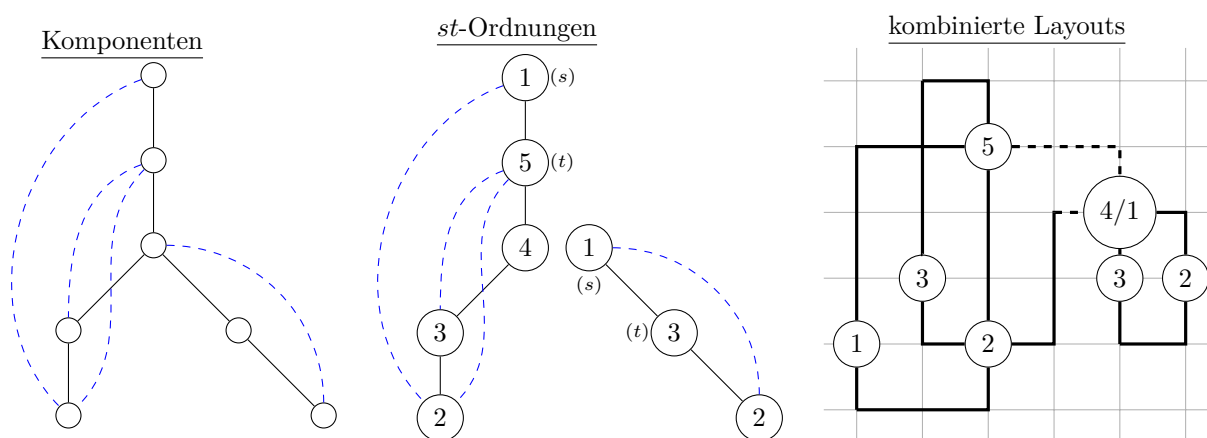 Komponenten
st-Ordnungen
kombinierte Layouts
1 (s)
5 (t)
4
3
2
1
(s)
(t) 3
2
5
4/1
3
3
2
1
2